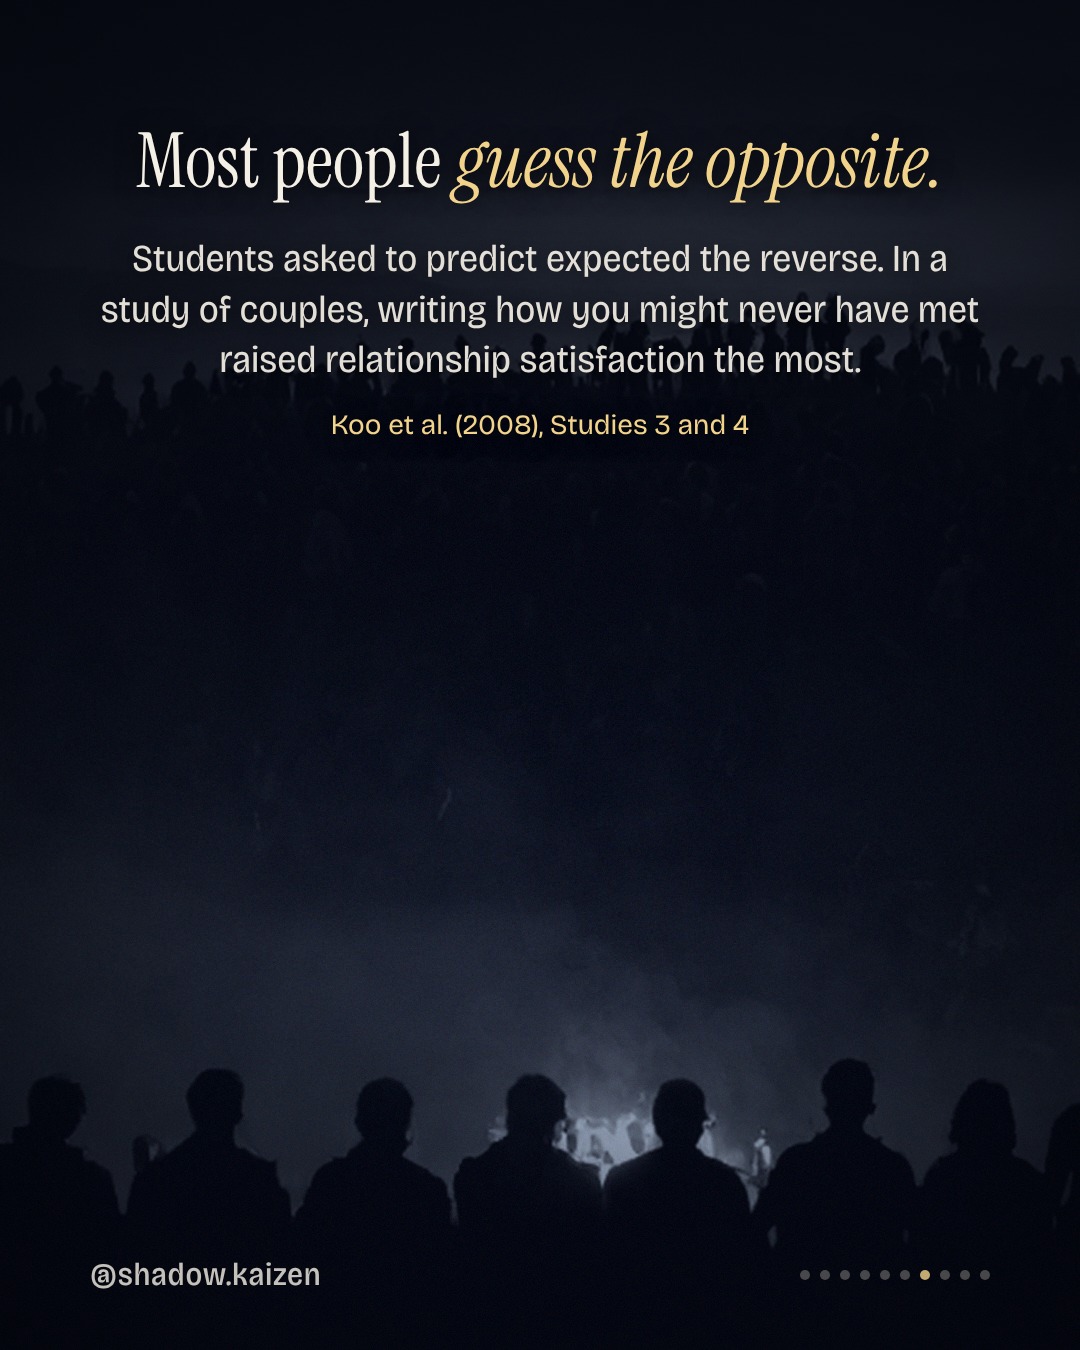 Most people guess the opposite.
Students asked to predict expected the reverse. In a
study of couples, writing how you might never have met
raised relationship satisfaction the most.
Koo et al. (2008), Studies 3 and 4
@shadow.kaizen